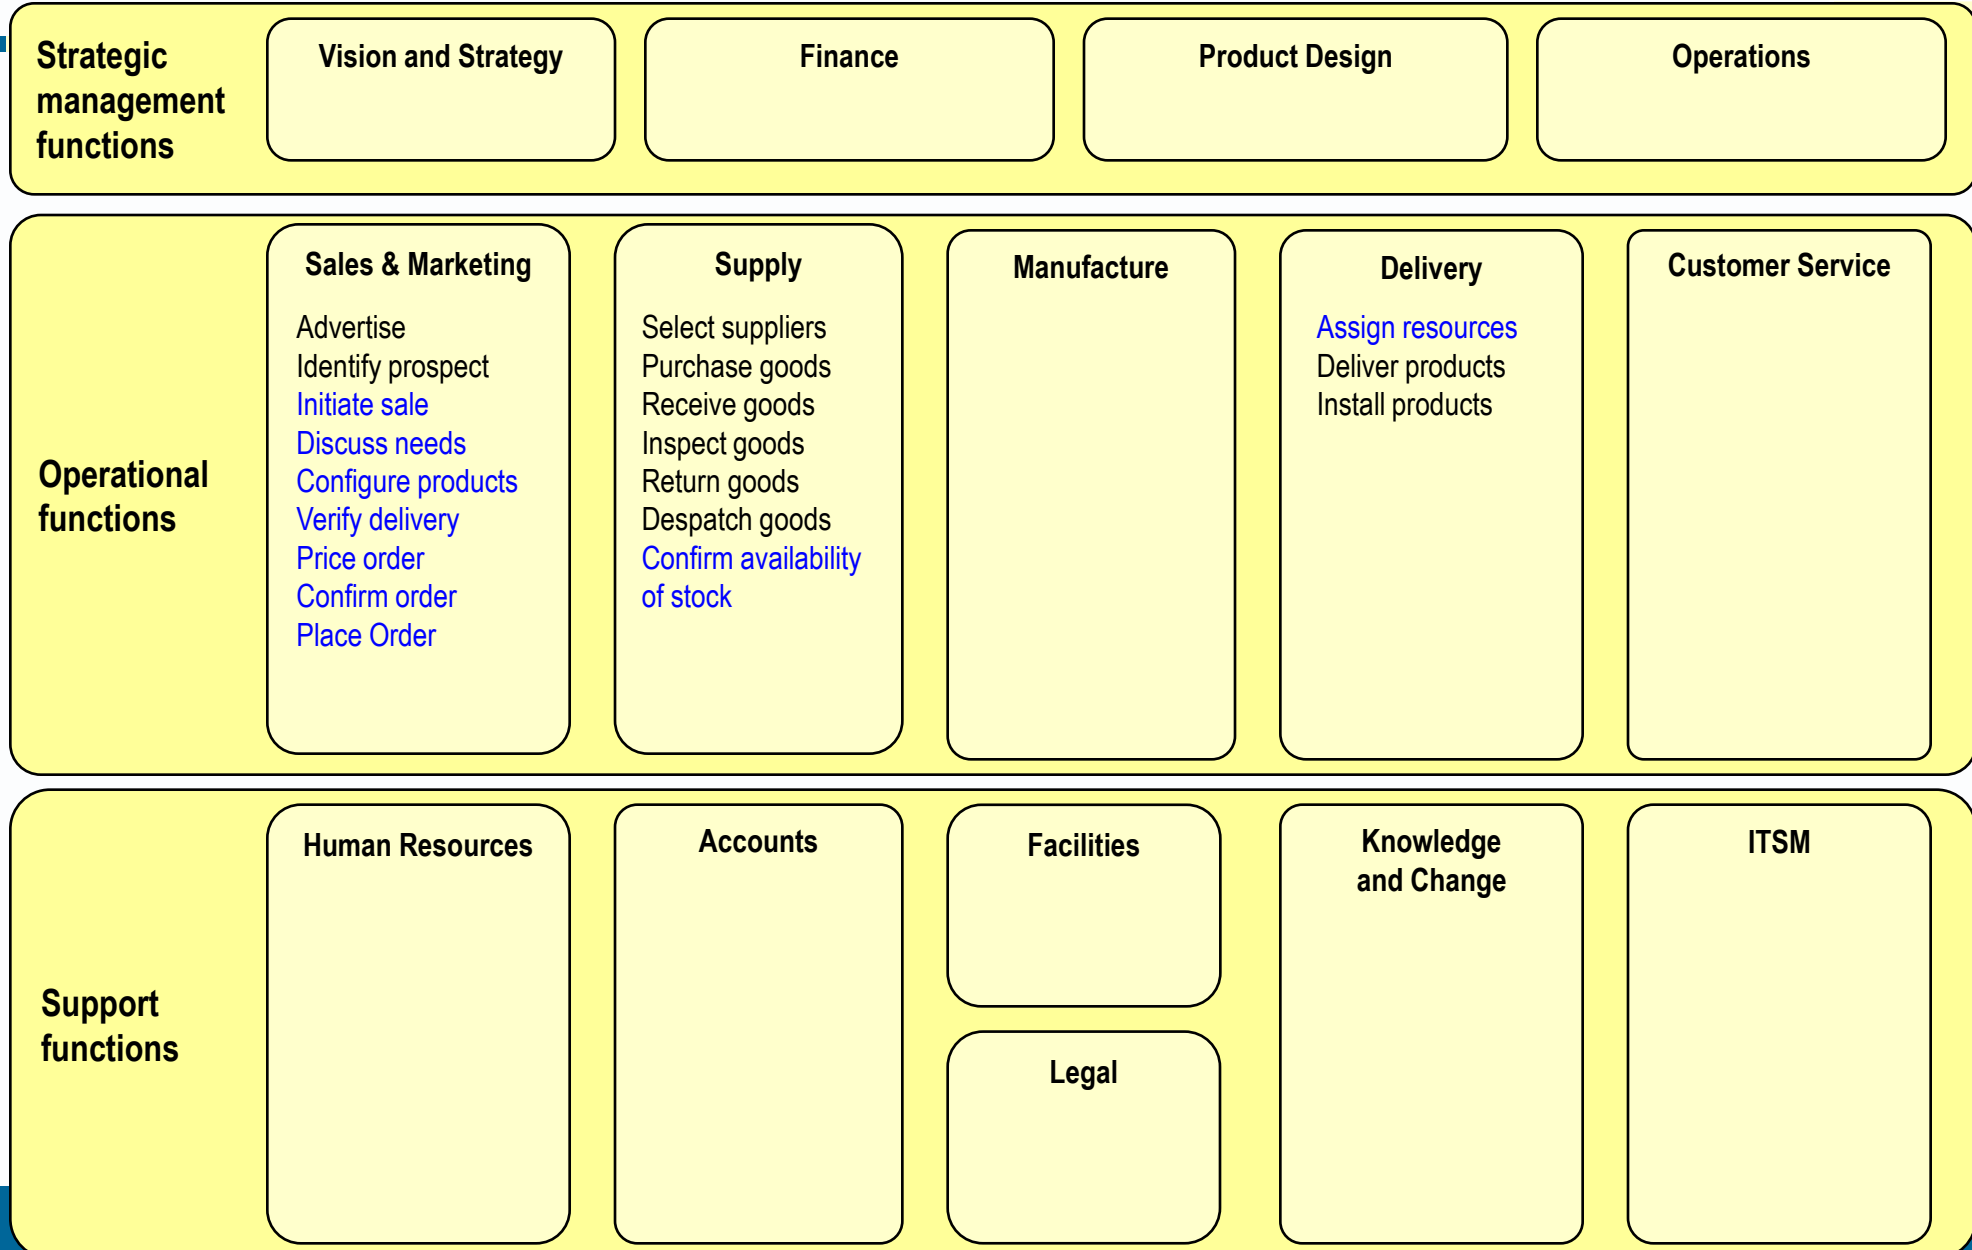 Strategic
management
functions
Vision and Strategy
Finance
Product Design
Operations
Operational
functions
Sales & Marketing
Advertise
Identify prospect
Initiate sale
Discuss needs
Configure products
Verify delivery
Price order
Confirm order
Place Order
Supply
Select suppliers
Purchase goods
Receive goods
Inspect goods
Return goods
Despatch goods
Confirm availability
of stock
Manufacture
Delivery
Assign resources
Deliver products
Install products
Customer Service
Support
functions
Human Resources
Accounts
Facilities
Legal
Knowledge
and Change
ITSM